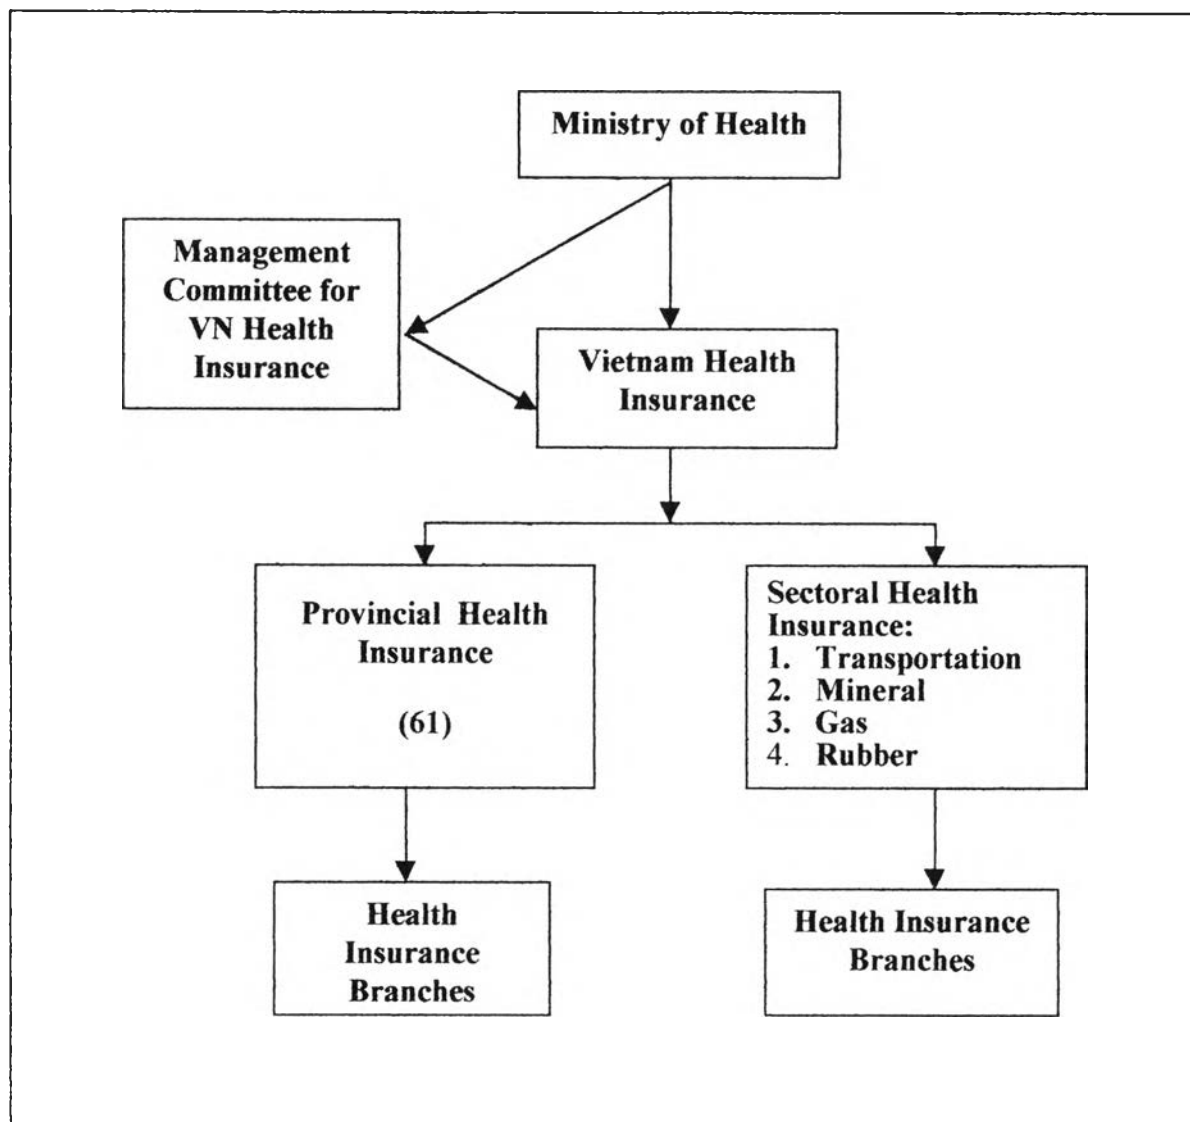 Ministry of Health
Management
Committee for
VN Health
Insurance
Vietnam Health
Insurance
Provincial Health
Insurance
(61)
Sectoral Health
Insurance:
1. Transportation
2. Mineral
3. Gas
4. Rubber
Health
Insurance
Branches
Health Insurance
Branches